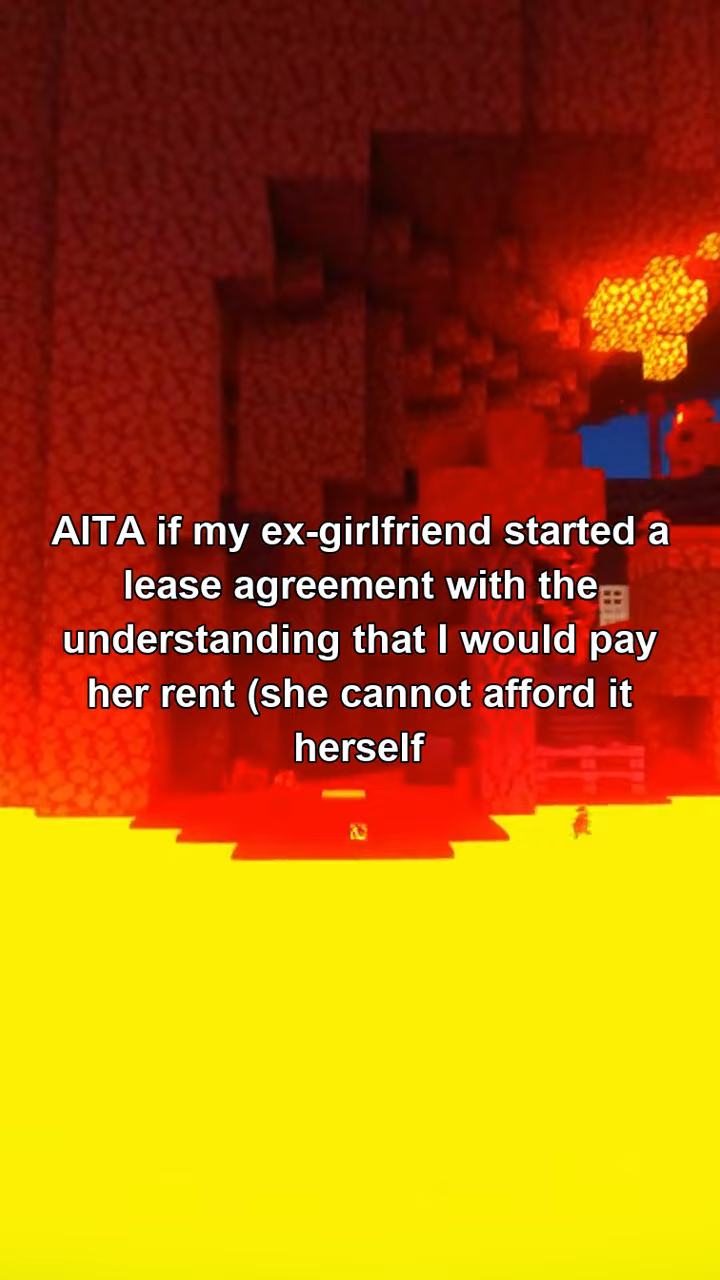 AITA if my ex-girlfriend started a
lease agreement with the
understanding that I would pay
her rent (she cannot afford it
herself